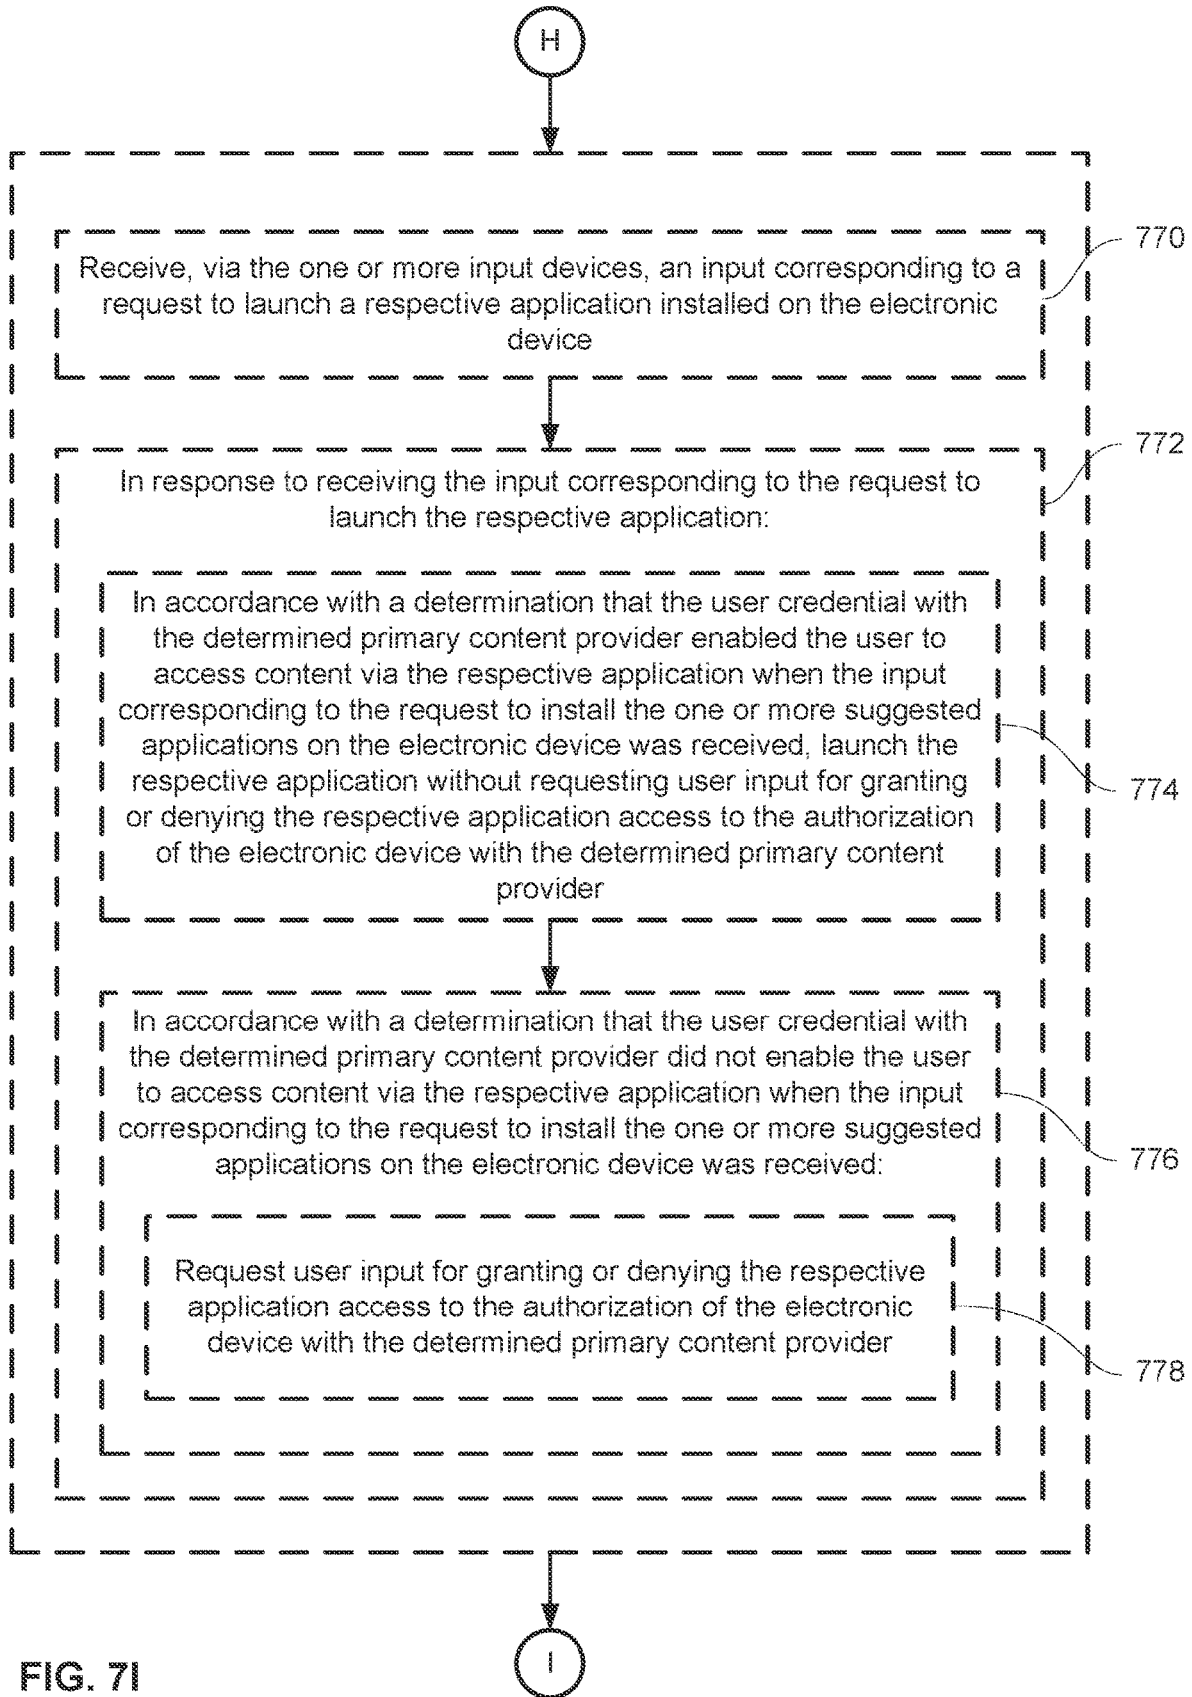 H
Receive, via the one or more input devices, an input corresponding to a
request to launch a respective application installed on the electronic
device
770
In response to receiving the input corresponding to the request to
launch the respective application:
772
In accordance with a determination that the user credential with
the determined primary content provider enabled the user to
access content via the respective application when the input
corresponding to the request to install the one or more suggested
applications on the electronic device was received, launch the
respective application without requesting user input for granting
or denying the respective application access to the authorization
of the electronic device with the determined primary content
provider
774
In accordance with a determination that the user credential with
the determined primary content provider did not enable the user
to access content via the respective application when the input
corresponding to the request to install the one or more suggested
applications on the electronic device was received:
776
Request user input for granting or denying the respective
application access to the authorization of the electronic
device with the determined primary content provider
778
I
FIG. 7I